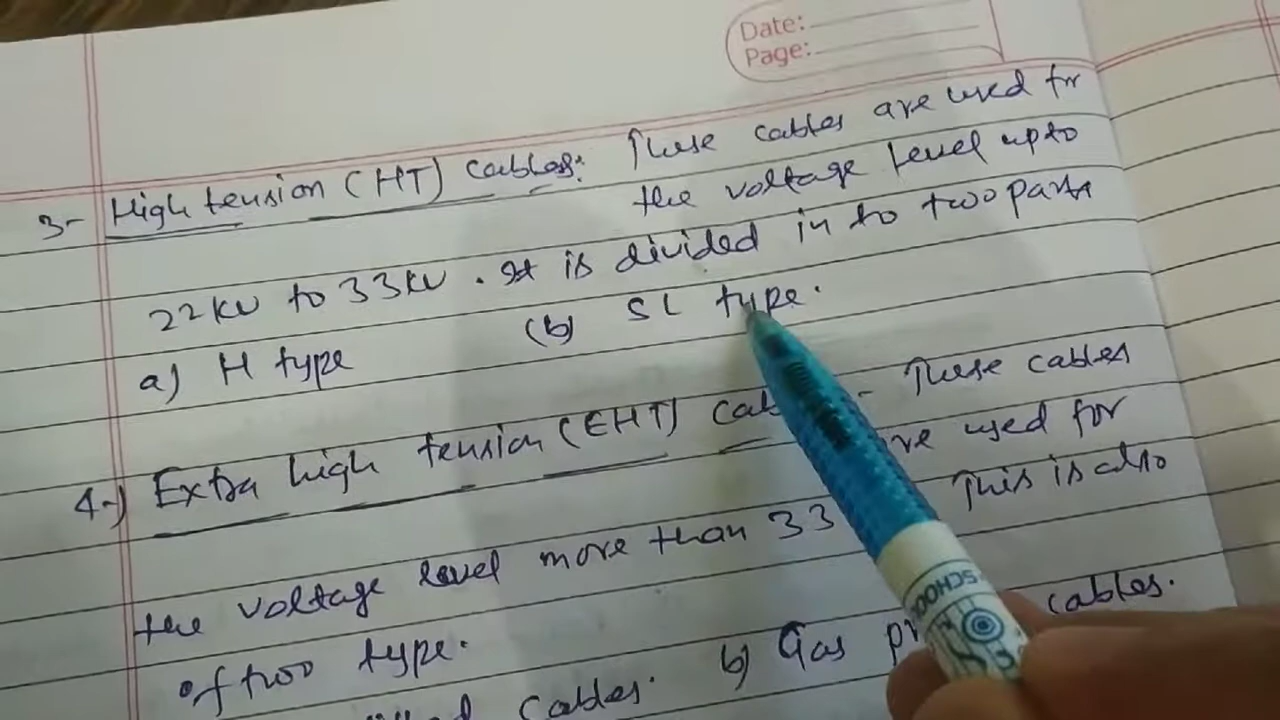 Date:
Page:
3- High tension (HT) cables: These cables are used for
the voltage level upto
22KV to 33KV. It is divided in to two parts
a) H type (b) SL type.
4-) Extra high tension (EHT) - These cables
used for
the voltage level more than 33 This is also
of two type.
cables. b) Gas cables.
SCHOO